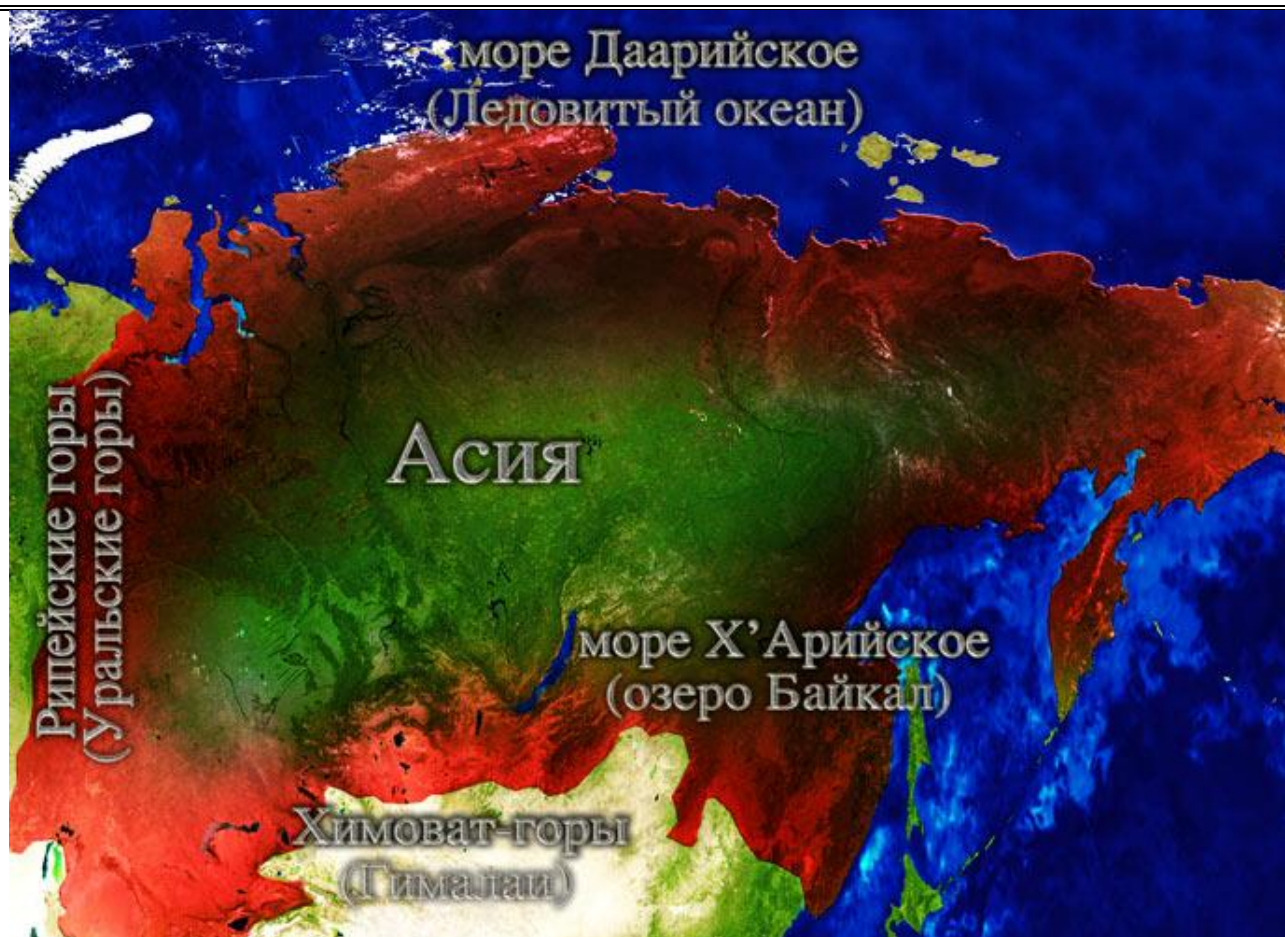 море Даарийское
(Ледовитый океан)
Рипейские горы
(Уральские горы)
Асия
море Х’Арийское
(озеро Байкал)
Химоват-горы
(Гималаи)